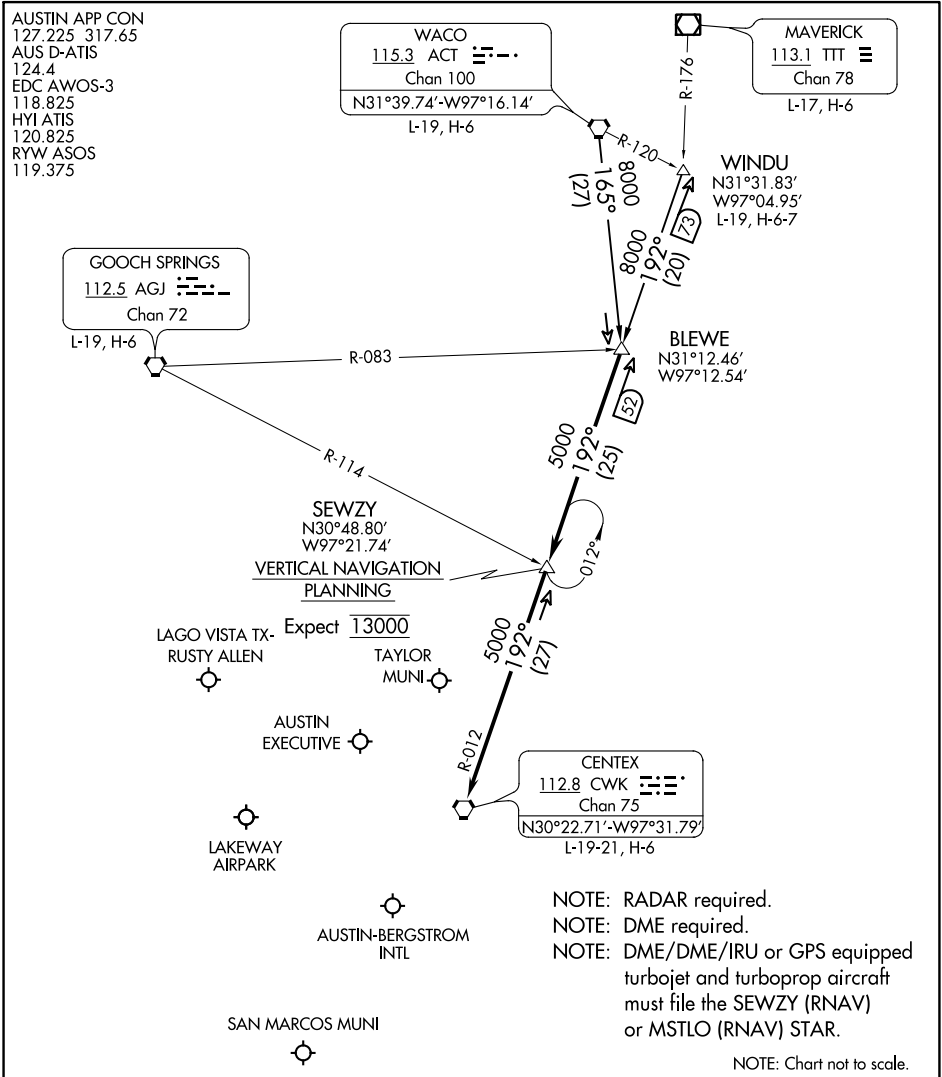 AUSTIN APP CON
127.225 317.65
AUS D-ATIS
124.4
EDC AWOS-3
118.825
HYI ATIS
120.825
RYW ASOS
119.375
WACO
115.3 ACT
Chan 100
N31°39.74'-W97°16.14'
L-19, H-6
MAVERICK
113.1 TTT
Chan 78
L-17, H-6
R-176
R-120
WINDU
N31°31.83'
W97°04.95'
L-19, H-6-7
8000
165°
(27)
73
8000
192°
(20)
GOOCH SPRINGS
112.5 AGJ
Chan 72
L-19, H-6
R-083
BLEWE
N31°12.46'
W97°12.54'
52
5000
192°
(25)
R-114
SEWZY
N30°48.80'
W97°21.74'
VERTICAL NAVIGATION
PLANNING
Expect 13000
012°
5000
192°
(27)
LAGO VISTA TX-
RUSTY ALLEN
TAYLOR
MUNI
AUSTIN
EXECUTIVE
R-012
CENTEX
112.8 CWK
Chan 75
N30°22.71'-W97°31.79'
L-19-21, H-6
LAKEWAY
AIRPARK
AUSTIN-BERGSTROM
INTL
SAN MARCOS MUNI
NOTE: RADAR required.
NOTE: DME required.
NOTE: DME/DME/IRU or GPS equipped
turbojet and turboprop aircraft
must file the SEWZY (RNAV)
or MSTLO (RNAV) STAR.
NOTE: Chart not to scale.